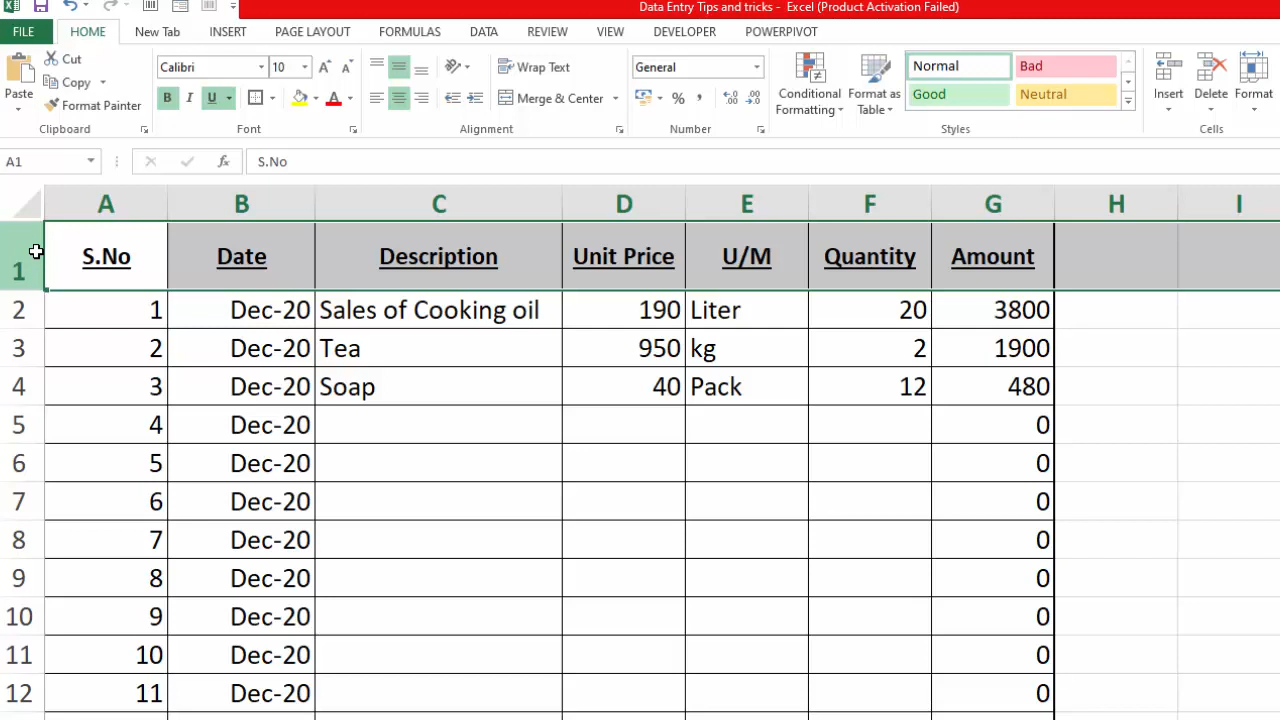 Data Entry Tips and tricks - Excel (Product Activation Failed)
FILE HOME New Tab INSERT PAGE LAYOUT FORMULAS DATA REVIEW VIEW DEVELOPER POWERPIVOT
Paste
Cut
Copy
Format Painter
Clipboard
Calibri 10
B I U A A A
Font
Wrap Text
Merge & Center
Alignment
General
% ,
Number
Conditional
Formatting
Format as
Table
Normal Bad
Good Neutral
Styles
Insert Delete Format
Cells
A1 fx S.No
A B C D E F G H I
1 S.No Date Description Unit Price U/M Quantity Amount
2 1 Dec-20 Sales of Cooking oil 190 Liter 20 3800
3 2 Dec-20 Tea 950 kg 2 1900
4 3 Dec-20 Soap 40 Pack 12 480
5 4 Dec-20 0
6 5 Dec-20 0
7 6 Dec-20 0
8 7 Dec-20 0
9 8 Dec-20 0
10 9 Dec-20 0
11 10 Dec-20 0
12 11 Dec-20 0